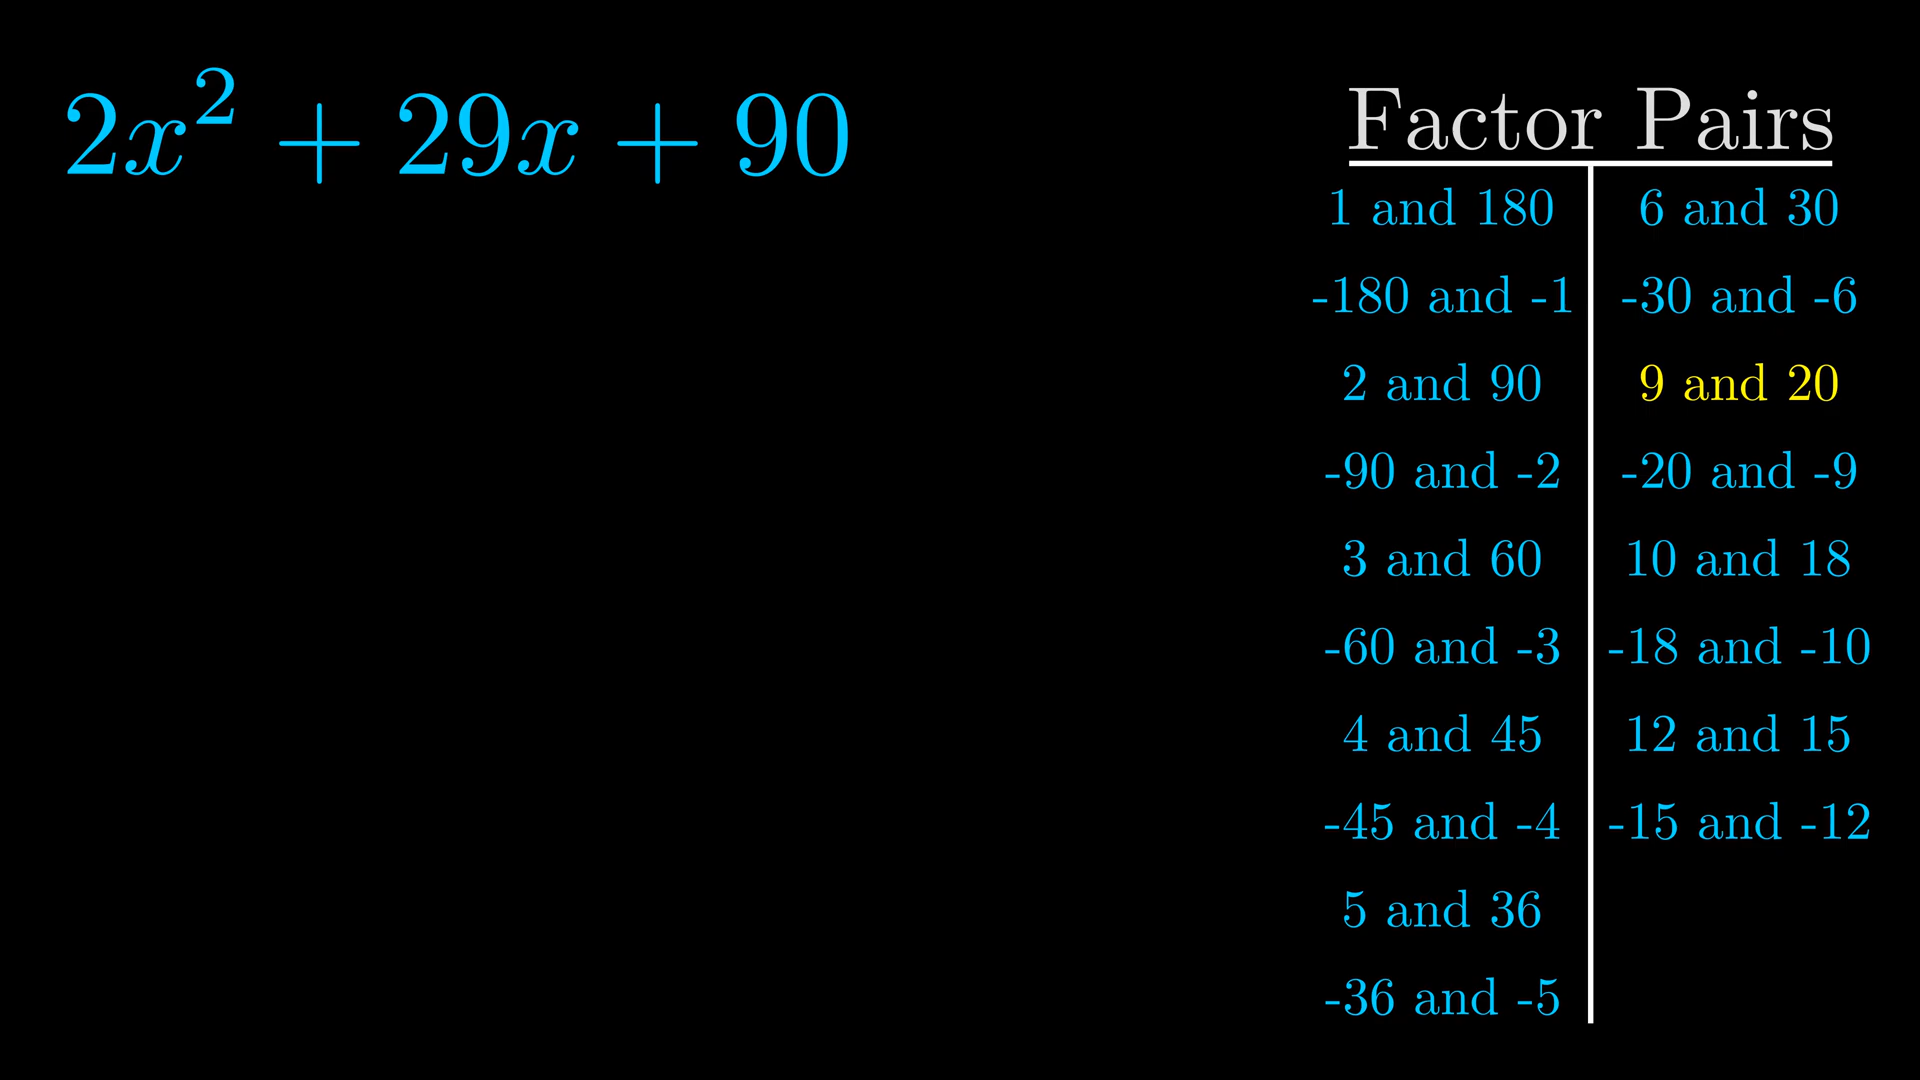 2x² + 29x + 90
Factor Pairs
1 and 180
-180 and -1
2 and 90
-90 and -2
3 and 60
-60 and -3
4 and 45
-45 and -4
5 and 36
-36 and -5
6 and 30
-30 and -6
9 and 20
-20 and -9
10 and 18
-18 and -10
12 and 15
-15 and -12